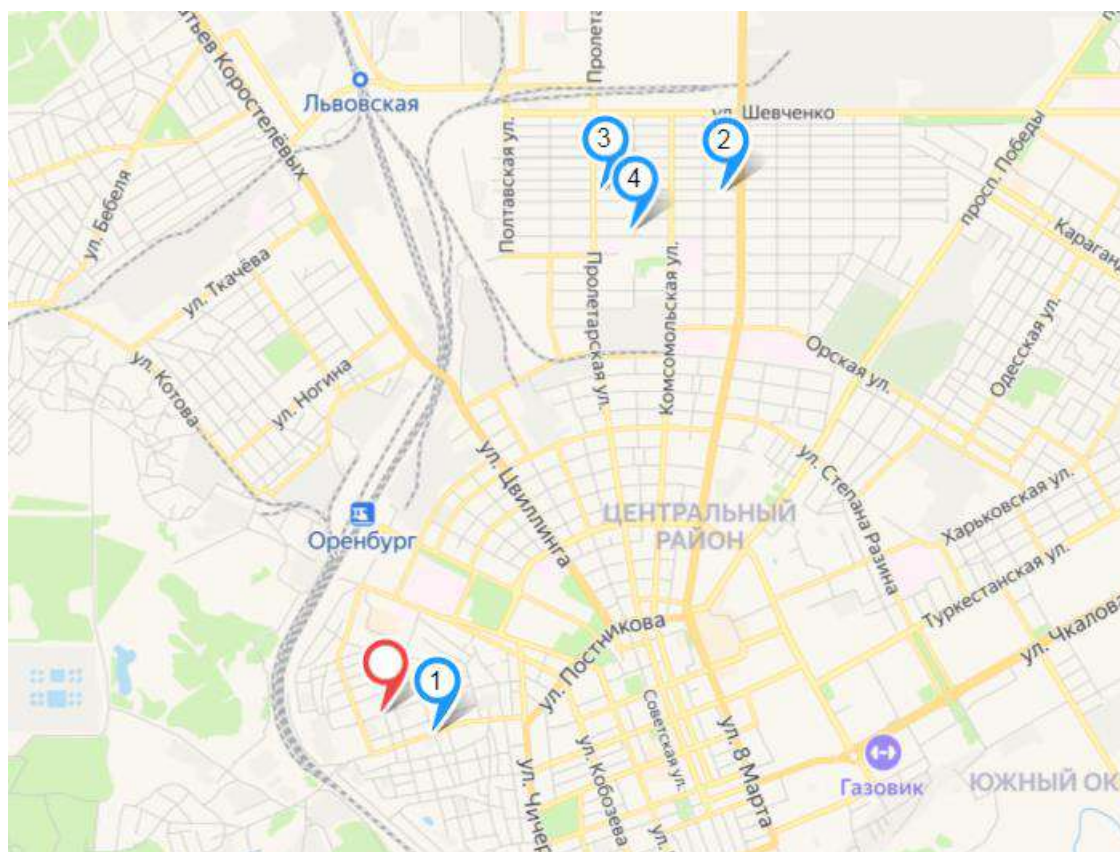 атьев Коростелёвых
Пролета
Львовская
ул. Шевченко
3
2
4
Полтавская ул.
просп. Победы
ул. Бебеля
Караганд
ул. Ткачёва
Пролетарская ул.
Комсомольская ул.
Одесская ул.
Орская ул.
ул. Котова
ул. Ногина
ул. Цвиллинга
ул. Степана Разина
ЦЕНТРАЛЬНЫЙ
РАЙОН
Харьковская ул.
Оренбург
Туркестанская ул.
ул. Чкалова
ул. Постникова
1
Советская ул.
ул. 8 Марта
ул. Кобозева
ул. Чичер
Газовик
ЮЖНЫЙ ОК
ул.